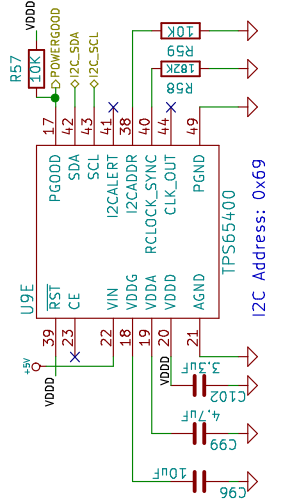 VDDD
R57
10K
POWERGOOD
I2C_SDA
I2C_SCL
10K
R59
182K
R58
17
42
43
41
38
40
44
49
PGOOD
SDA
SCL
I2CALERT
I2CADDR
RCLOCK_SYNC
CLK_OUT
PGND
U9E
TPS65400
I2C Address: 0x69
RST
CE
VIN
VDDG
VDDA
VDDD
AGND
39
23
22
18
19
20
21
+5V
VDDD
VDDD
3.3uF
C102
4.7uF
C99
10uF
C96